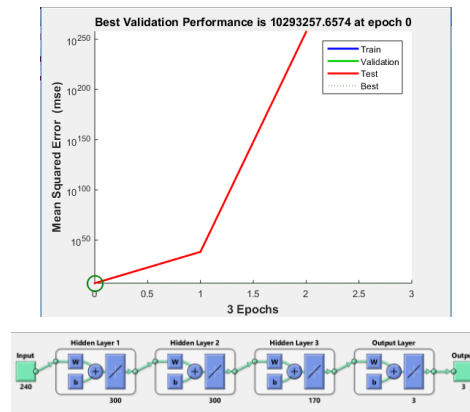 Best Validation Performance is 10293257.6574 at epoch 0
Mean Squared Error (mse)
10^250
10^200
10^150
10^100
10^50
Train
Validation
Test
Best
0 0.5 1 1.5 2 2.5 3
3 Epochs
Hidden Layer 1 Hidden Layer 2 Hidden Layer 3 Output Layer
Input Output
W W W W
+ + + +
b b b b
240 300 300 170 3 3